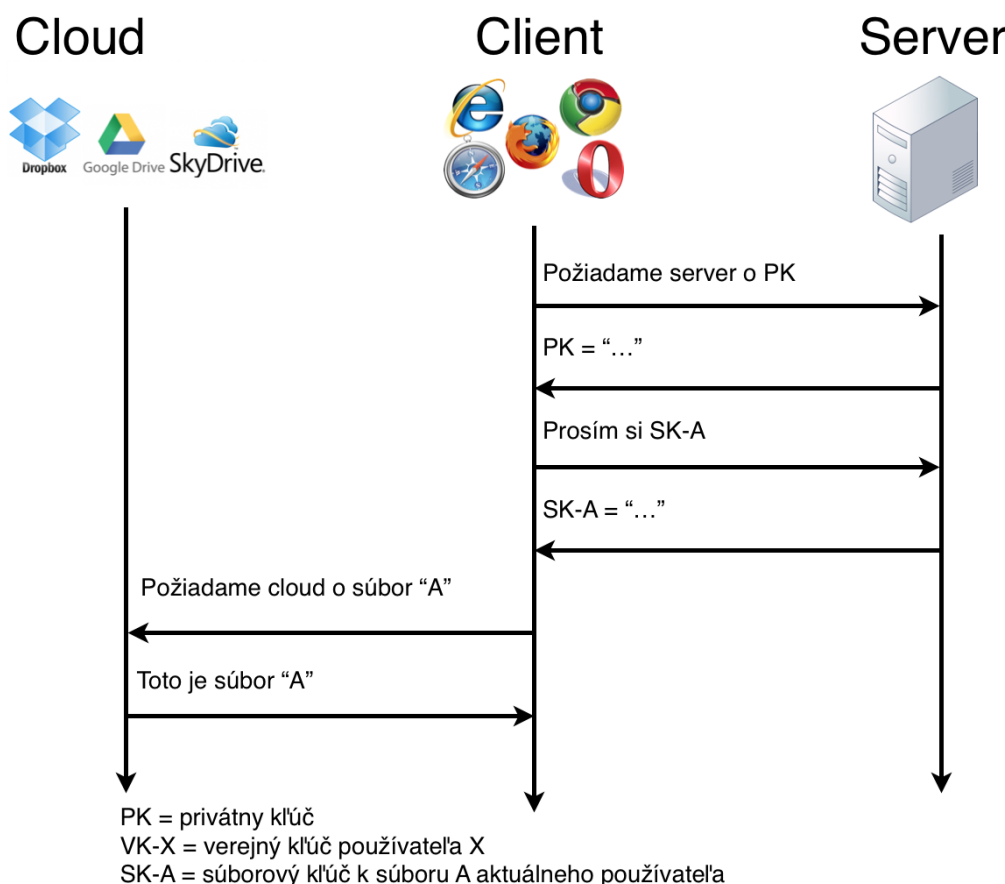 Cloud
Client
Server
Dropbox
Google Drive
SkyDrive.
Požiadame server o PK
PK = “…”
Prosím si SK-A
SK-A = “…”
Požiadame cloud o súbor “A”
Toto je súbor “A”
PK = privátny kľúč
VK-X = verejný kľúč používateľa X
SK-A = súborový kľúč k súboru A aktuálneho používateľa